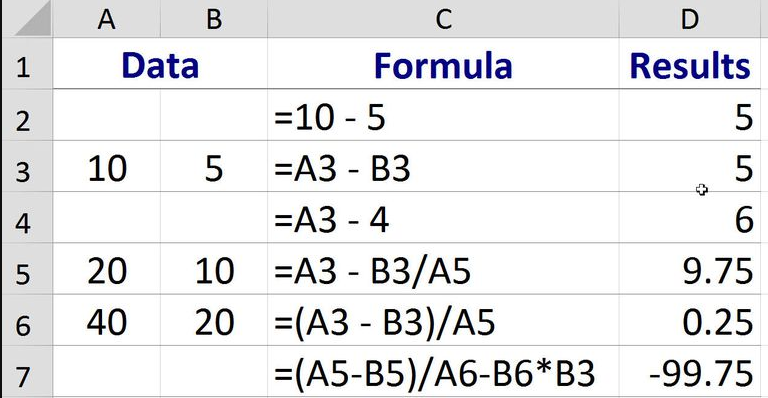 A B C D
1 Data Formula Results
2 =10 - 5 5
3 10 5 =A3 - B3 5
4 =A3 - 4 6
5 20 10 =A3 - B3/A5 9.75
6 40 20 =(A3 - B3)/A5 0.25
7 =(A5-B5)/A6-B6*B3 -99.75